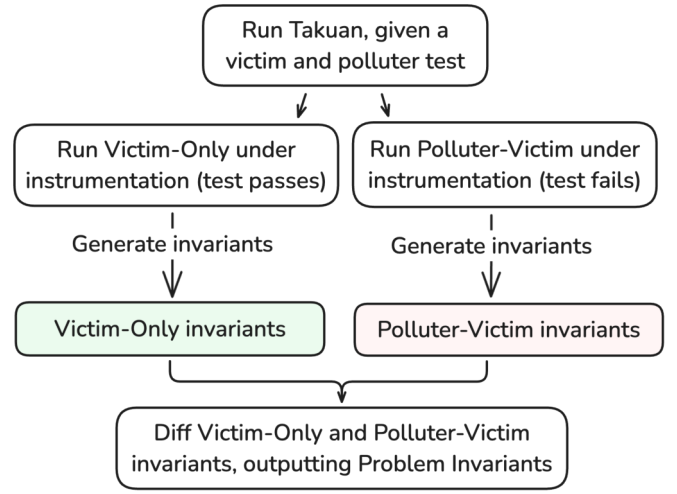 Run Takuan, given a
victim and polluter test
Run Victim-Only under
instrumentation (test passes)
Run Polluter-Victim under
instrumentation (test fails)
Generate invariants
Generate invariants
Victim-Only invariants
Polluter-Victim invariants
Diff Victim-Only and Polluter-Victim
invariants, outputting Problem Invariants